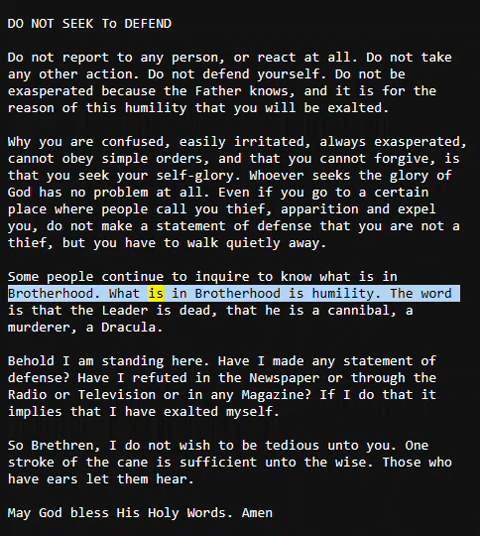 DO NOT SEEK To DEFEND
Do not report to any person, or react at all. Do not take
any other action. Do not defend yourself. Do not be
exasperated because the Father knows, and it is for the
reason of this humility that you will be exalted.
Why you are confused, easily irritated, always exasperated,
cannot obey simple orders, and that you cannot forgive, is
that you seek your self-glory. Whoever seeks the glory of
God has no problem at all. Even if you go to a certain
place where people call you thief, apparition and expel
you, do not make a statement of defense that you are not a
thief, but you have to walk quietly away.
Some people continue to inquire to know what is in
Brotherhood. What is in Brotherhood is humility. The word
is that the Leader is dead, that he is a cannibal, a
murderer, a Dracula.
Behold I am standing here. Have I made any statement of
defense? Have I refuted in the Newspaper or through the
Radio or Television or in any Magazine? If I do that it
implies that I have exalted myself.
So Brethren, I do not wish to be tedious unto you. One
stroke of the cane is sufficient unto the wise. Those who
have ears let them hear.
May God bless His Holy Words. Amen